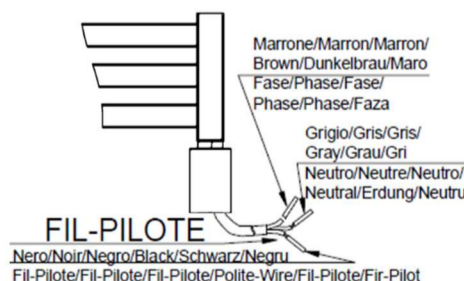 Marrone/Marron/Marron/
Brown/Dunkelbrau/Maro
Fase/Phase/Fase/
Phase/Phase/Faza
Grigio/Gris/Gris/
Gray/Grau/Gri
Neutro/Neutre/Neutro/
Neutral/Erdung/Neutru
FIL-PILOTE
Nero/Noir/Negro/Black/Schwarz/Negru
Fil-Pilote/Fil-Pilote/Fil-Pilote/Polite-Wire/Fil-Pilote/Fir-Pilot